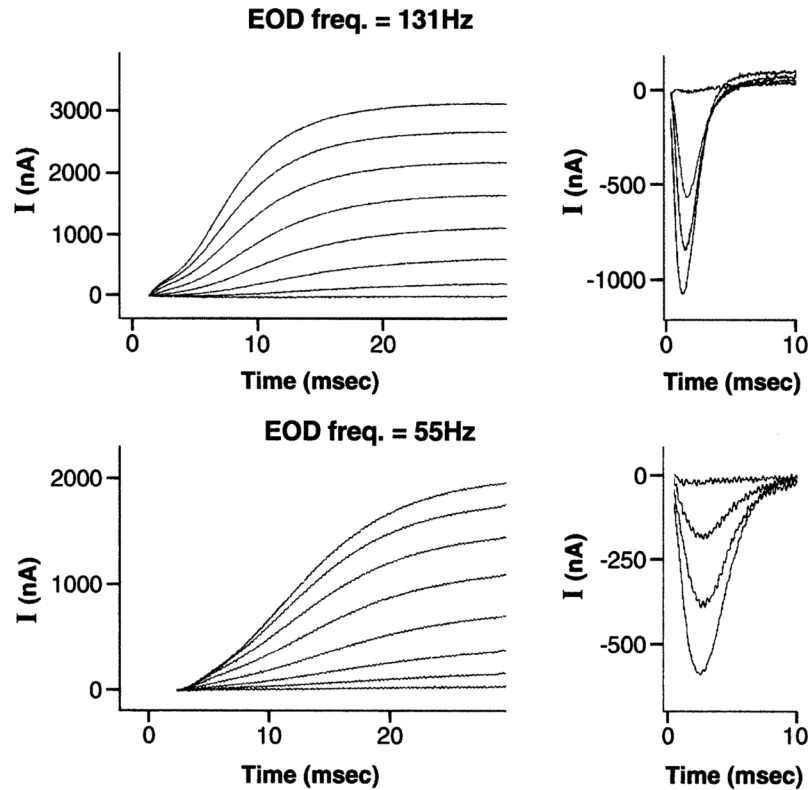 EOD freq. = 131Hz
I (nA)
3000
2000
1000
0
0 10 20
Time (msec)
I (nA)
0
-500
-1000
0 10
Time (msec)
EOD freq. = 55Hz
I (nA)
2000
1000
0
0 10 20
Time (msec)
I (nA)
0
-250
-500
0 10
Time (msec)